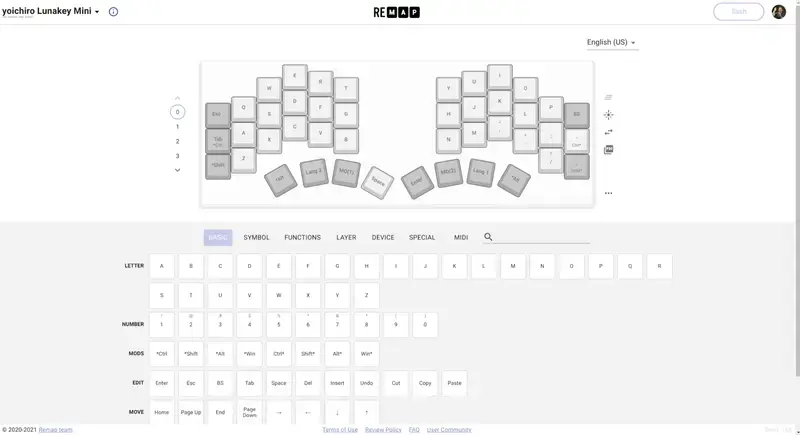 yoichiro Lunakey Mini
REMAP
flash
English (US)
E I
W R U O
T Y
Q D K P
Esc S F J L BS
G H
A C
Tab X V M
*Ctrl B N Ctrl*
Z
*Shift
*Alt Lang 2 MO(1) Space Enter MO(2) Lang 1 *Alt
0
1
2
3
BASIC SYMBOL FUNCTIONS LAYER DEVICE SPECIAL MIDI
LETTER A B C D E F G H I J K L M N O P Q R
S T U V W X Y Z
NUMBER 1 2 3 4 5 6 7 8 9 0
MODS *Ctrl *Shift *Alt *Win Ctrl* Shift* Alt* Win*
EDIT Enter Esc BS Tab Space Del Insert Undo Cut Copy Paste
MOVE Home Page Up End Page Down → ← ↓ ↑
© 2020-2021 Remap team Terms of Use Review Policy FAQ User Community